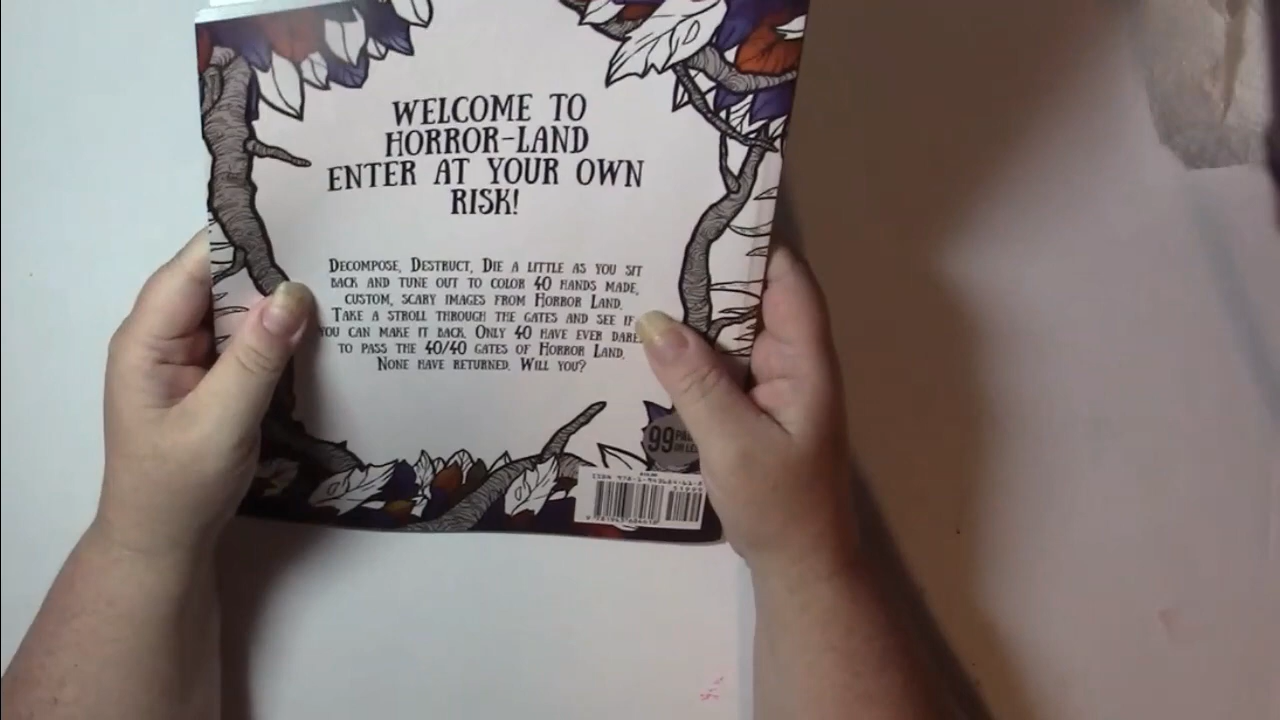 WELCOME TO
HORROR-LAND
ENTER AT YOUR OWN
RISK!
DECOMPOSE, DESTRUCT, DIE A LITTLE AS YOU SIT
BACK AND TUNE OUT TO COLOR 40 HANDS MADE,
CUSTOM, SCARY IMAGES FROM HORROR LAND.
TAKE A STROLL THROUGH THE GATES AND SEE IF
YOU CAN MAKE IT BACK. ONLY 40 HAVE EVER DARE
TO PASS THE 40/40 GATES OF HORROR LAND.
NONE HAVE RETURNED. WILL YOU?
99
OR
ISBN